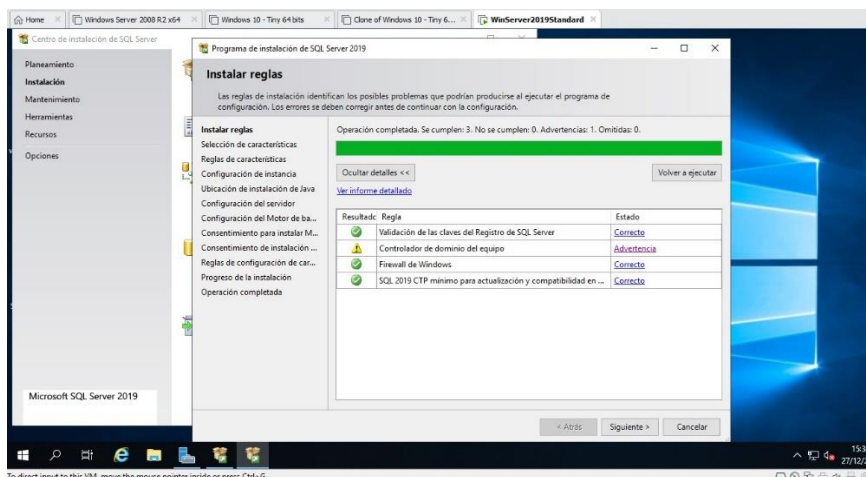 Home
Windows Server 2008 R2 x64
Windows 10 - Tiny 64 bits
Clone of Windows 10 - Tiny 6...
WinServer2019Standard
Centro de instalación de SQL Server
Planeamiento
Instalación
Mantenimiento
Herramientas
Recursos
Opciones
Microsoft SQL Server 2019
Programa de instalación de SQL Server 2019
Instalar reglas
Las reglas de instalación identifican los posibles problemas que podrían producirse al ejecutar el programa de
configuración. Los errores se deben corregir antes de continuar con la configuración.
Instalar reglas
Selección de características
Reglas de características
Configuración de instancia
Ubicación de instalación de Java
Configuración del servidor
Configuración del Motor de ba...
Consentimiento para instalar M...
Consentimiento de instalación ...
Reglas de configuración de car...
Progreso de la instalación
Operación completada
Operación completada. Se cumplen: 3. No se cumplen: 0. Advertencias: 1. Omitidas: 0.
Ocultar detalles <<
Volver a ejecutar
Ver informe detallado
Resultado Regla Estado
Validación de las claves del Registro de SQL Server Correcto
Controlador de dominio del equipo Advertencia
Firewall de Windows Correcto
SQL 2019 CTP mínimo para actualización y compatibilidad en ... Correcto
< Atrás
Siguiente >
Cancelar
15:3
27/12/2
To direct input to this VM, move the mouse pointer inside or press Ctrl+G.